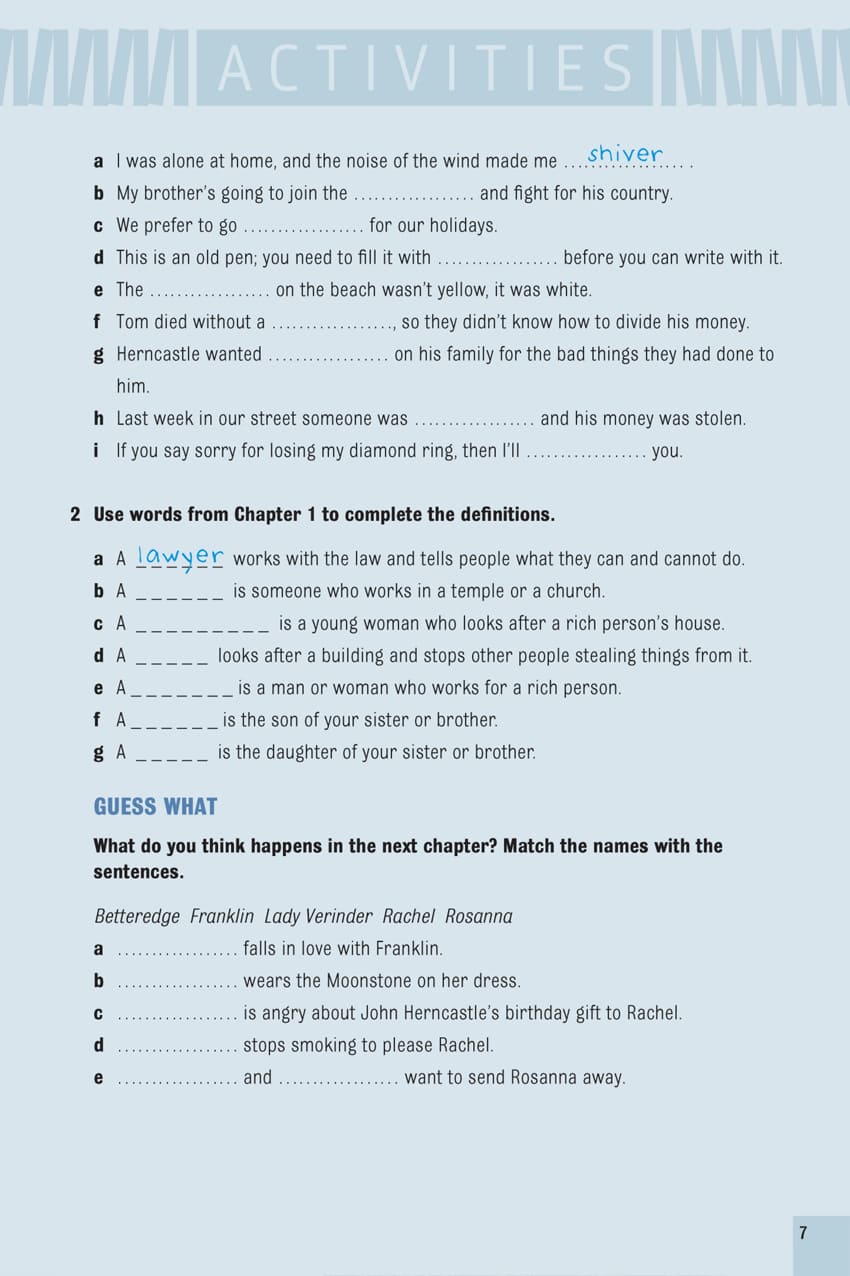 ACTIVITIES
a I was alone at home, and the noise of the wind made me ...shiver... .
b My brother's going to join the .................. and fight for his country.
c We prefer to go .................. for our holidays.
d This is an old pen; you need to fill it with .................. before you can write with it.
e The .................. on the beach wasn't yellow, it was white.
f Tom died without a .................., so they didn't know how to divide his money.
g Herncastle wanted .................. on his family for the bad things they had done to
him.
h Last week in our street someone was .................. and his money was stolen.
i If you say sorry for losing my diamond ring, then I'll .................. you.
2 Use words from Chapter 1 to complete the definitions.
a A lawyer works with the law and tells people what they can and cannot do.
b A _ _ _ _ _ _ is someone who works in a temple or a church.
c A _ _ _ _ _ _ _ _ _ is a young woman who looks after a rich person's house.
d A _ _ _ _ _ looks after a building and stops other people stealing things from it.
e A _ _ _ _ _ _ _ is a man or woman who works for a rich person.
f A _ _ _ _ _ _ is the son of your sister or brother.
g A _ _ _ _ _ is the daughter of your sister or brother.
GUESS WHAT
What do you think happens in the next chapter? Match the names with the
sentences.
Betteredge Franklin Lady Verinder Rachel Rosanna
a .................. falls in love with Franklin.
b .................. wears the Moonstone on her dress.
c .................. is angry about John Herncastle's birthday gift to Rachel.
d .................. stops smoking to please Rachel.
e .................. and .................. want to send Rosanna away.
7